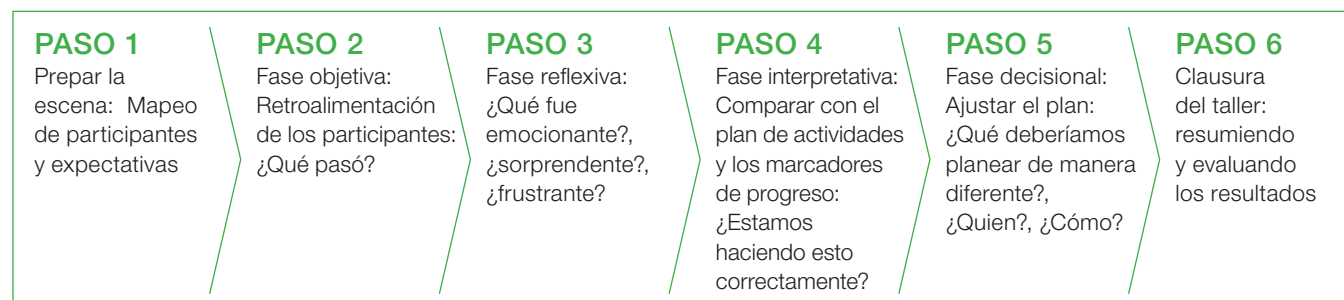 PASO 1
Prepar la
escena: Mapeo
de participantes
y expectativas
PASO 2
Fase objetiva:
Retroalimentación
de los participantes:
¿Qué pasó?
PASO 3
Fase reflexiva:
¿Qué fue
emocionante?,
¿sorprendente?,
¿frustrante?
PASO 4
Fase interpretativa:
Comparar con el
plan de actividades
y los marcadores
de progreso:
¿Estamos
haciendo esto
correctamente?
PASO 5
Fase decisional:
Ajustar el plan:
¿Qué deberíamos
planear de manera
diferente?,
¿Quien?, ¿Cómo?
PASO 6
Clausura
del taller:
resumiendo
y evaluando
los resultados